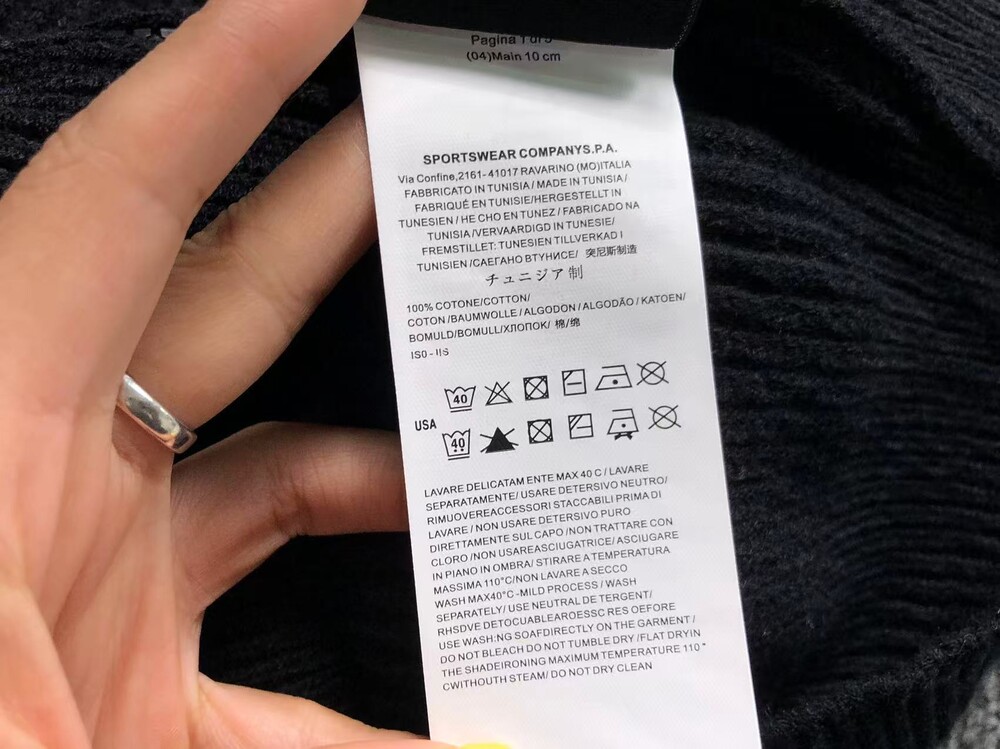 Pagina 1 di 5
(04)Main 10 cm
SPORTSWEAR COMPANYS.P.A.
Via Confine,2161-41017 RAVARINO (MO)ITALIA
FABBRICATO IN TUNISIA / MADE IN TUNISIA/
FABRIQUÉ EN TUNISIE/HERGESTELLT IN
TUNESIEN / HE CHO EN TUNEZ / FABRICADO NA
TUNISIA /VERVAARDIGD IN TUNESIE/
FREMSTILLET: TUNESIEN TILLVERKAD I
TUNISIEN /CAEГAHO BTYHИCE/ 突尼斯制造
チュニジア制
100% COTONE/COTTON/
COTON /BAUMWOLLE / ALGODON / ALGODÃO / KATOEN/
BOMULD/BOMULL/ХЛОПОК/ 棉/绵
IS0 - IIS
40
USA
40
LAVARE DELICATAM ENTE MAX 40 C / LAVARE
SEPARATAMENTE/ USARE DETERSIVO NEUTRO/
RIMUOVEREACCESSORI STACCABILI PRIMA DI
LAVARE / NON USARE DETERSIVO PURO
DIRETTAMENTE SUL CAPO /NON TRATTARE CON
CLORO /NON USAREASCIUGATRICE/ ASCIUGARE
IN PIANO IN OMBRA/ STIRARE A TEMPERATURA
MASSIMA 110°C/NON LAVARE A SECCO
WASH MAX40°C -MILD PROCESS / WASH
SEPARATELY/ USE NEUTRAL DE TERGENT/
RHSDVE DETOCUABLEAROESSC RES OEFORE
USE WASH:NG SOAFDIRECTLY ON THE GARMENT /
DO NOT BLEACH DO NOT TUMBLE DRY /FLAT DRYIN
THE SHADEIRONING MAXIMUM TEMPERATURE 110 °
CWITHOUTH STEAM/ DO NOT DRY CLEAN